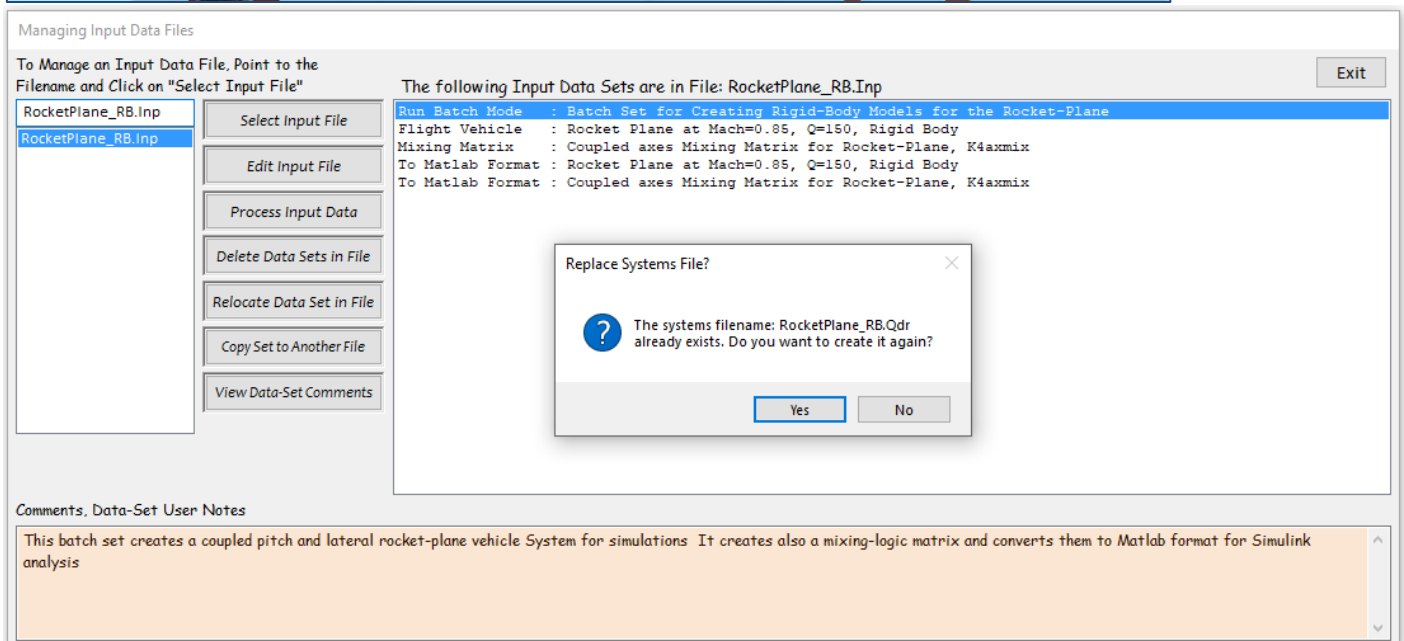 Managing Input Data Files
To Manage an Input Data File, Point to the
Filename and Click on "Select Input File"
The following Input Data Sets are in File: RocketPlane_RB.Inp
Exit
RocketPlane_RB.Inp
RocketPlane_RB.Inp
Select Input File
Edit Input File
Process Input Data
Delete Data Sets in File
Relocate Data Set in File
Copy Set to Another File
View Data-Set Comments
Run Batch Mode : Batch Set for Creating Rigid-Body Models for the Rocket-Plane
Flight Vehicle : Rocket Plane at Mach=0.85, Q=150, Rigid Body
Mixing Matrix : Coupled axes Mixing Matrix for Rocket-Plane, K4axmix
To Matlab Format : Rocket Plane at Mach=0.85, Q=150, Rigid Body
To Matlab Format : Coupled axes Mixing Matrix for Rocket-Plane, K4axmix
Replace Systems File?
The systems filename: RocketPlane_RB.Qdr
already exists. Do you want to create it again?
Yes
No
Comments, Data-Set User Notes
This batch set creates a coupled pitch and lateral rocket-plane vehicle System for simulations It creates also a mixing-logic matrix and converts them to Matlab format for Simulink
analysis